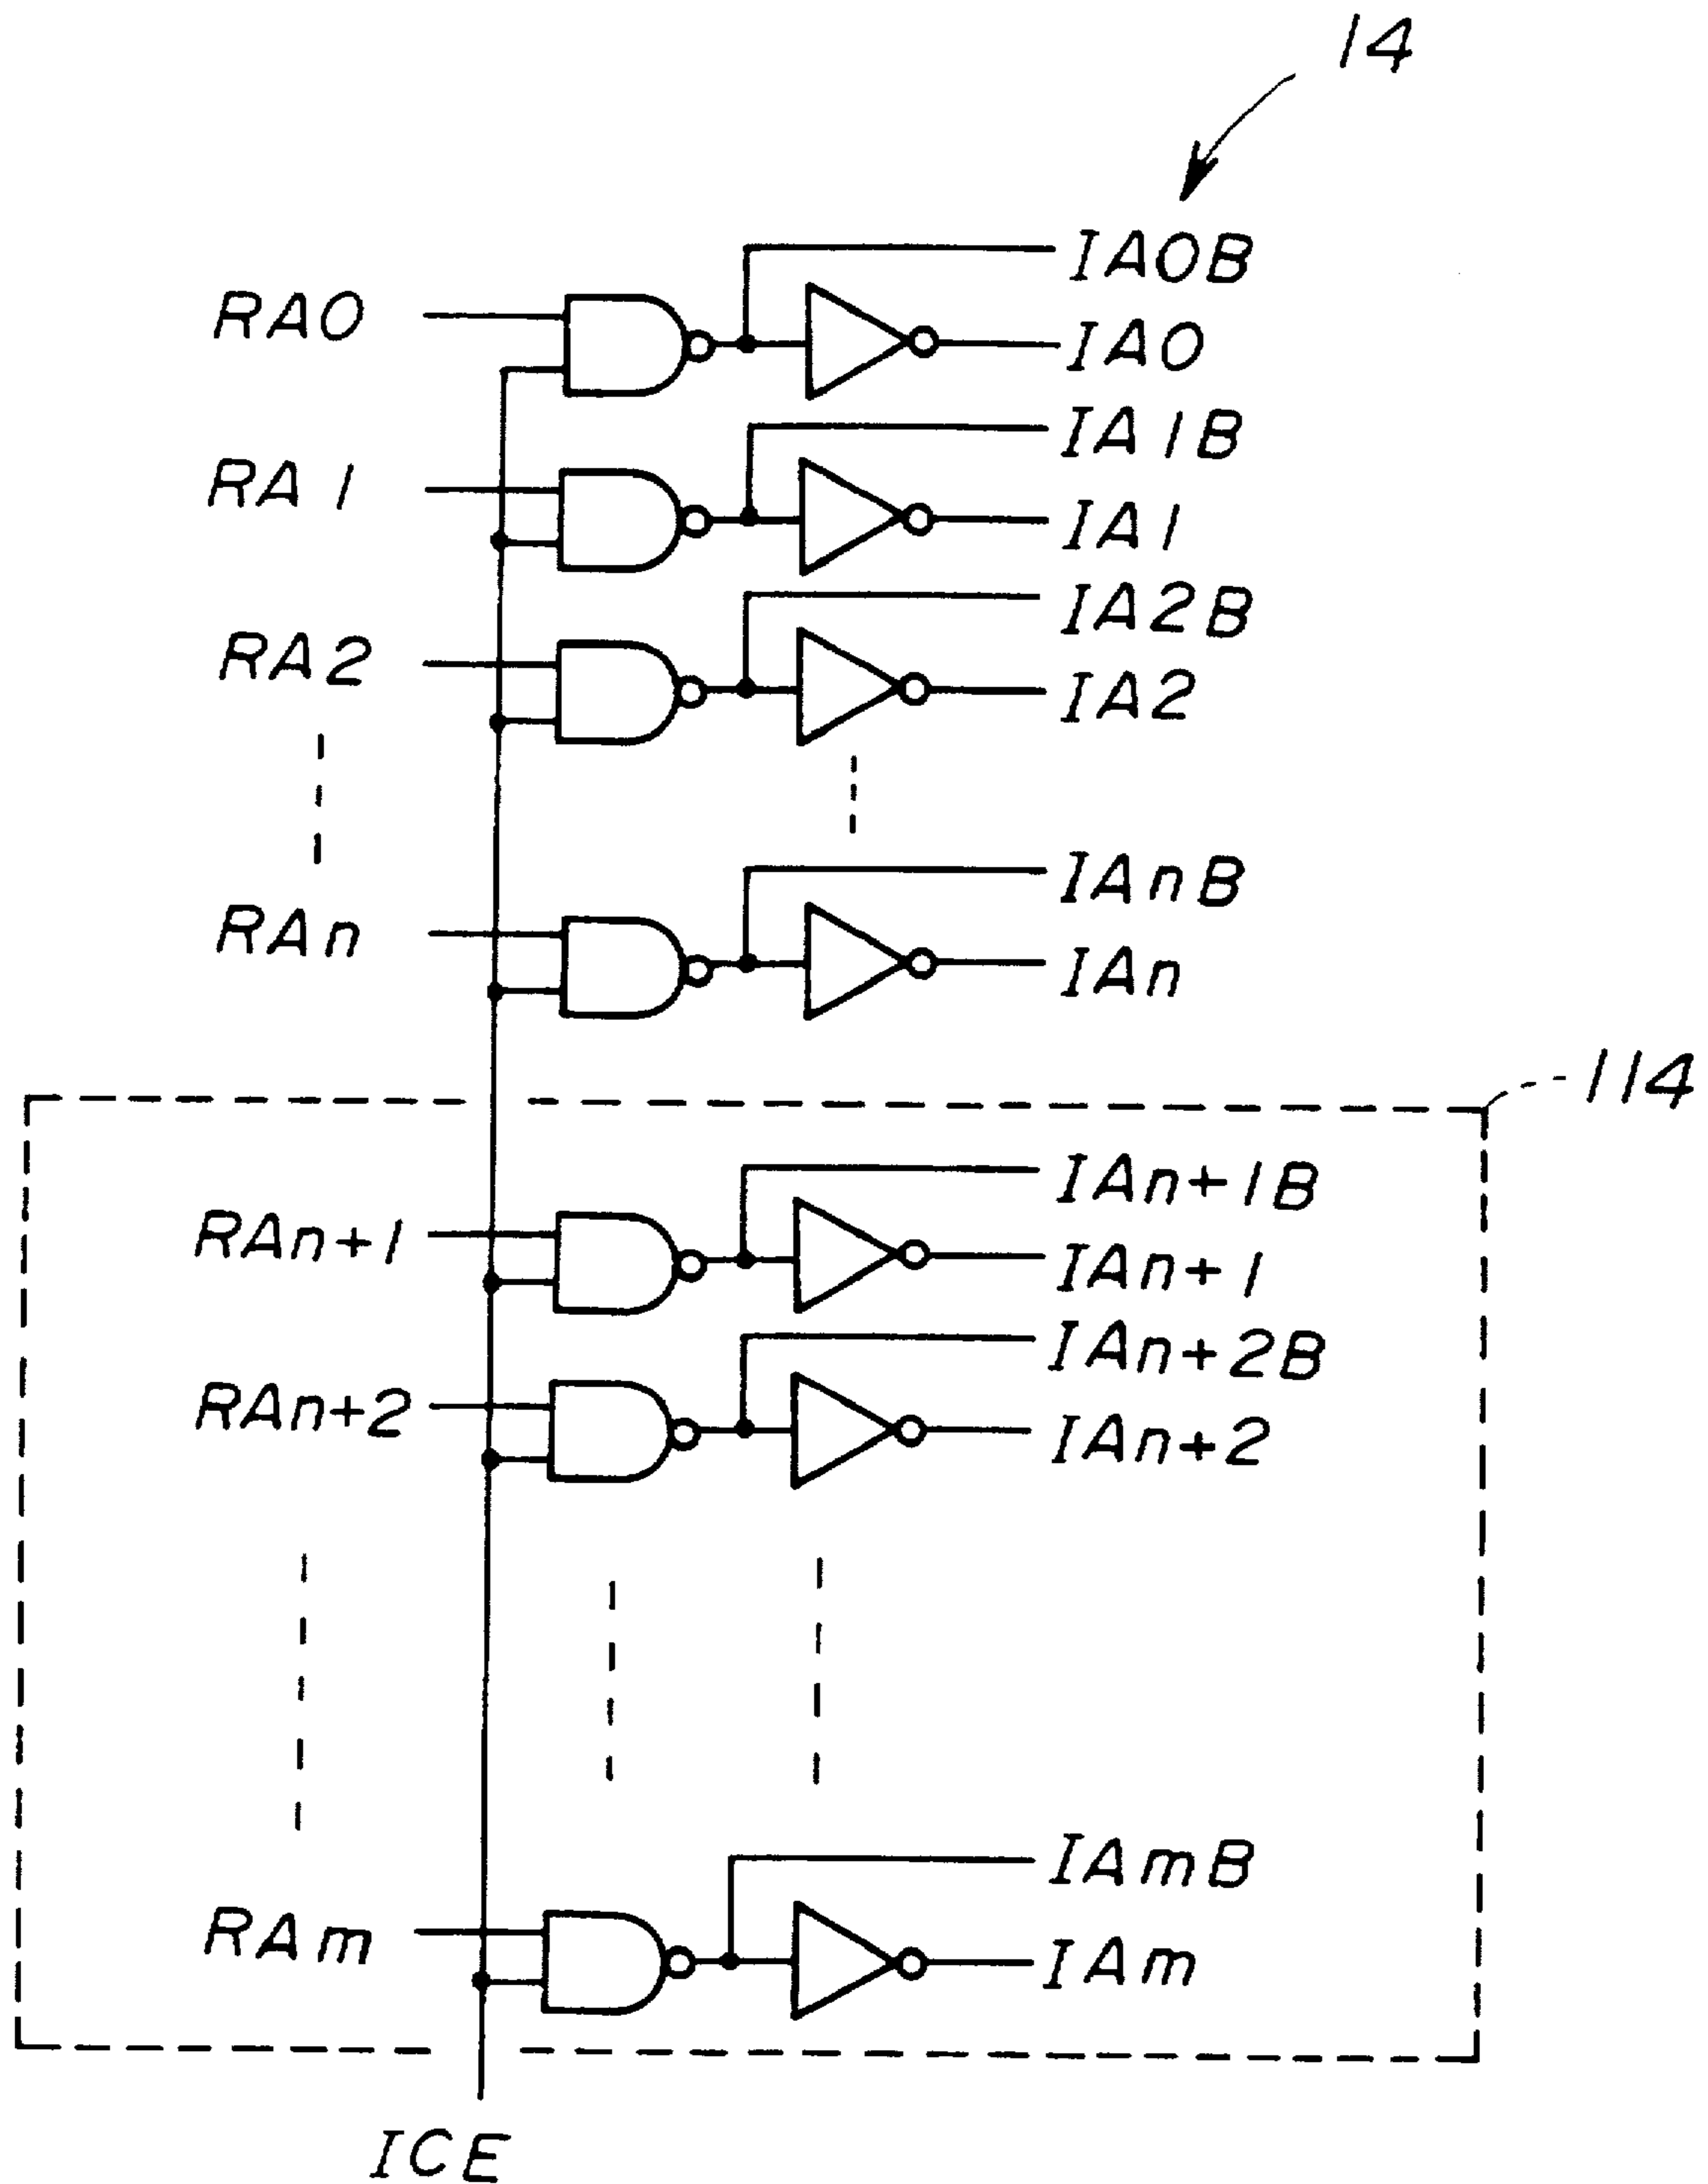 14
IA0B
RA0
IA0
IA1B
RA1
IA1
IA2B
RA2
IA2
IAnB
RAn
IAn
114
IAn+1B
RAn+1
IAn+1
IAn+2B
RAn+2
IAn+2
IAmB
RAm
IAm
ICE